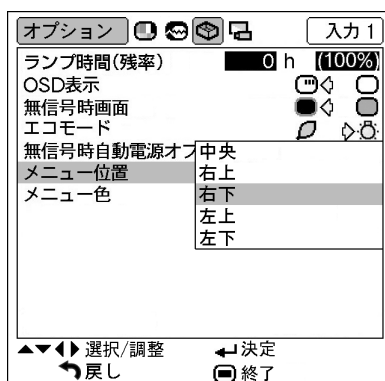 オプション 入力 1
ランプ時間(残率) 0 h (100%)
OSD表示
無信号時画面
エコモード
無信号時自動電源オフ
中央
メニュー位置
右上
メニュー色
右下
左上
左下
選択/調整 決定
戻し 終了